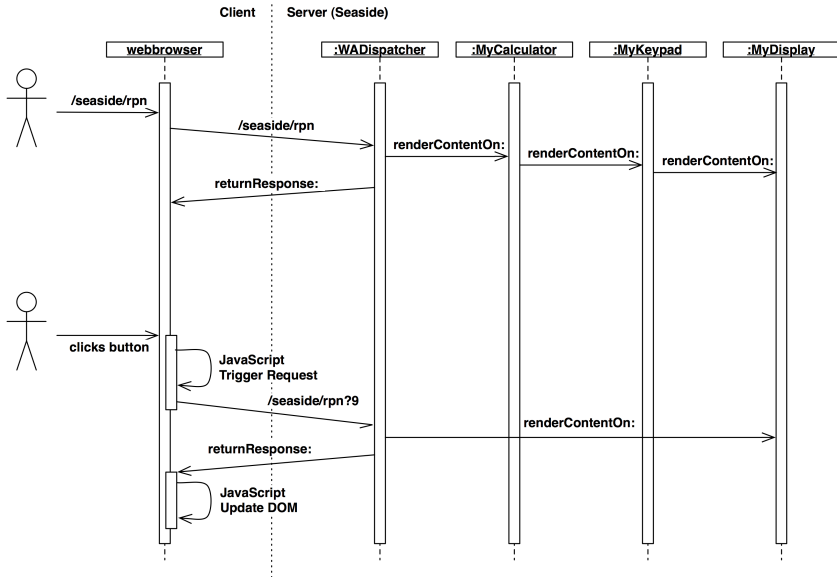 Client
Server (Seaside)
webbrowser
:WADispatcher
:MyCalculator
:MyKeypad
:MyDisplay
/seaside/rpn
/seaside/rpn
renderContentOn:
renderContentOn:
renderContentOn:
returnResponse:
clicks button
JavaScript
Trigger Request
/seaside/rpn?9
renderContentOn:
returnResponse:
JavaScript
Update DOM